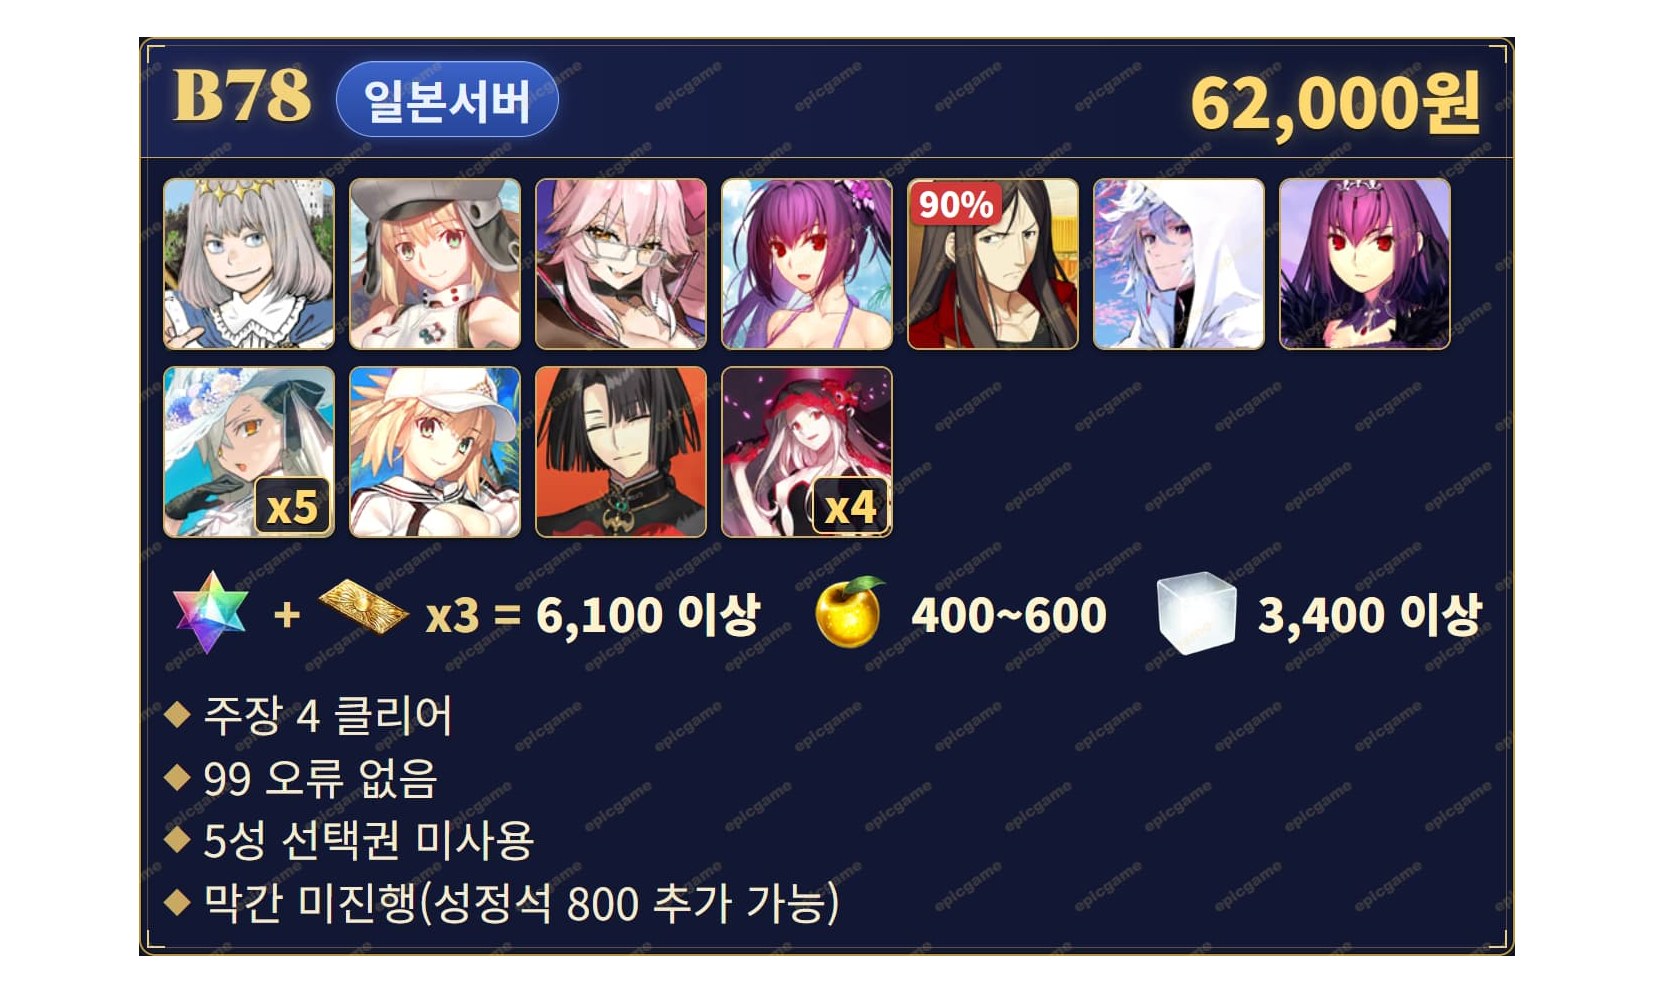 B78 일본서버 62,000원
90%
x5 x4
+ x3 = 6,100 이상 400~600 3,400 이상
주장 4 클리어
99 오류 없음
5성 선택권 미사용
막간 미진행(성정석 800 추가 가능)
epicgame